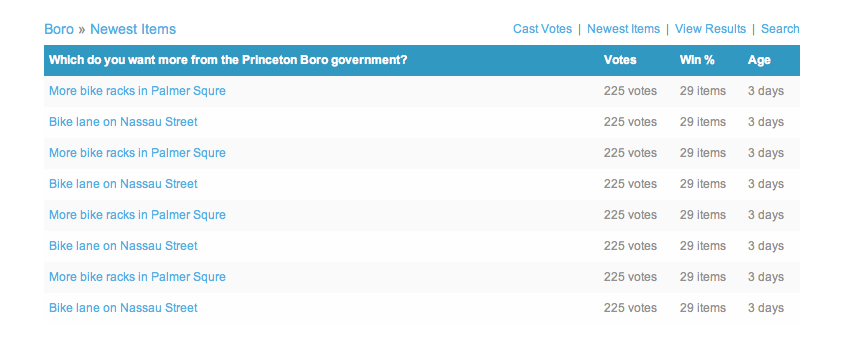 Boro » Newest Items Cast Votes | Newest Items | View Results | Search
Which do you want more from the Princeton Boro government? Votes Win % Age
More bike racks in Palmer Squre 225 votes 29 items 3 days
Bike lane on Nassau Street 225 votes 29 items 3 days
More bike racks in Palmer Squre 225 votes 29 items 3 days
Bike lane on Nassau Street 225 votes 29 items 3 days
More bike racks in Palmer Squre 225 votes 29 items 3 days
Bike lane on Nassau Street 225 votes 29 items 3 days
More bike racks in Palmer Squre 225 votes 29 items 3 days
Bike lane on Nassau Street 225 votes 29 items 3 days